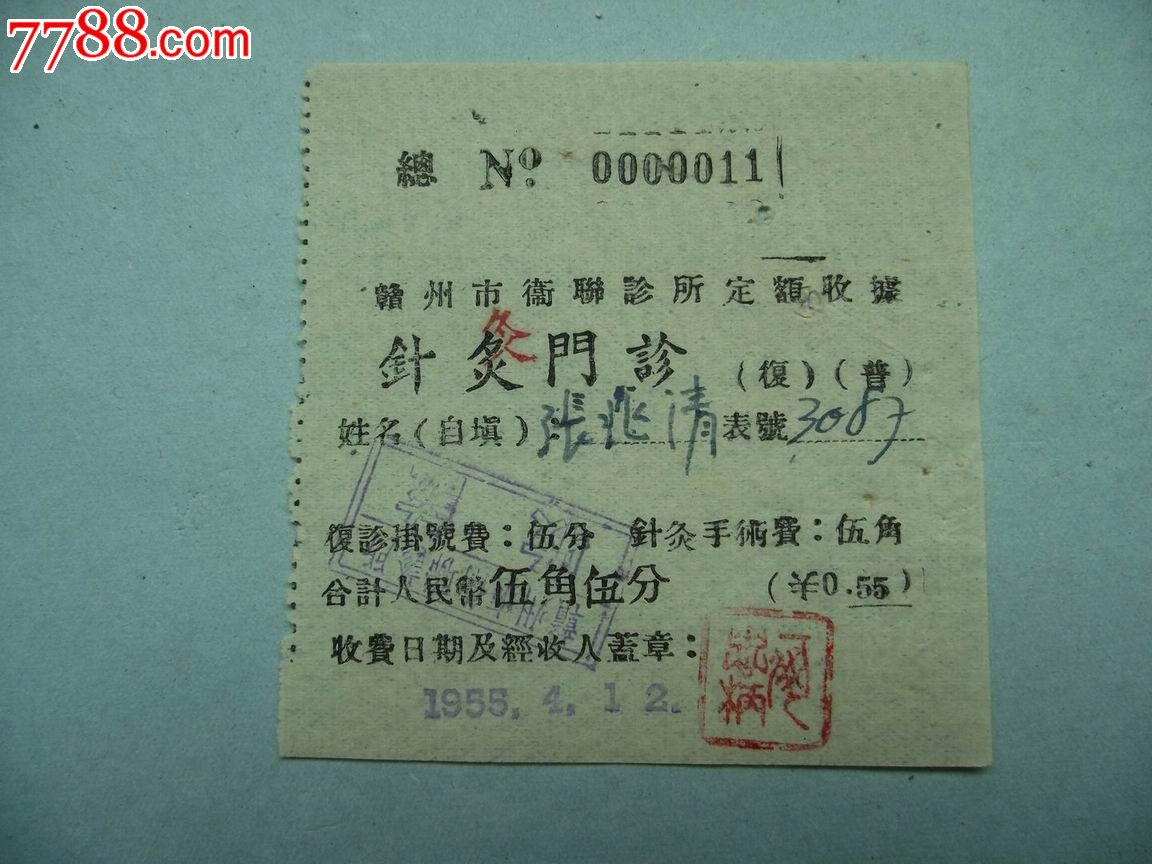 7788.com
總 Nº 0000011
贛州市衞聯診所定額收據
針灸門診 (復)(普)
灸
姓名(自塡): 張兆清 表號 3087
復診掛號費:伍分 針灸手術費:伍角
合計人民幣伍角伍分 (¥0.55)
收費日期及經收人蓋章:
1955. 4. 12.